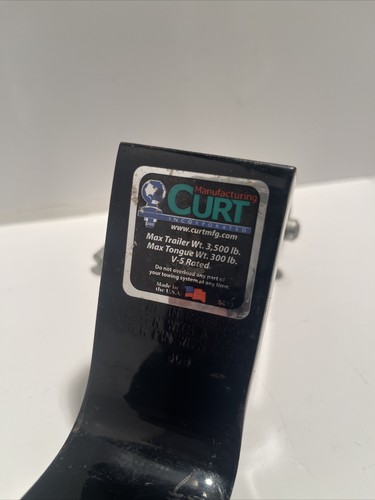 Manufacturing
CURT
INCORPORATED
www.curtmfg.com
Max Trailer Wt. 3,500 lb.
Max Tongue Wt. 300 lb.
V-5 Rated.
Do not overload any part of
your towing system at any time.
Made in
the U.S.A.